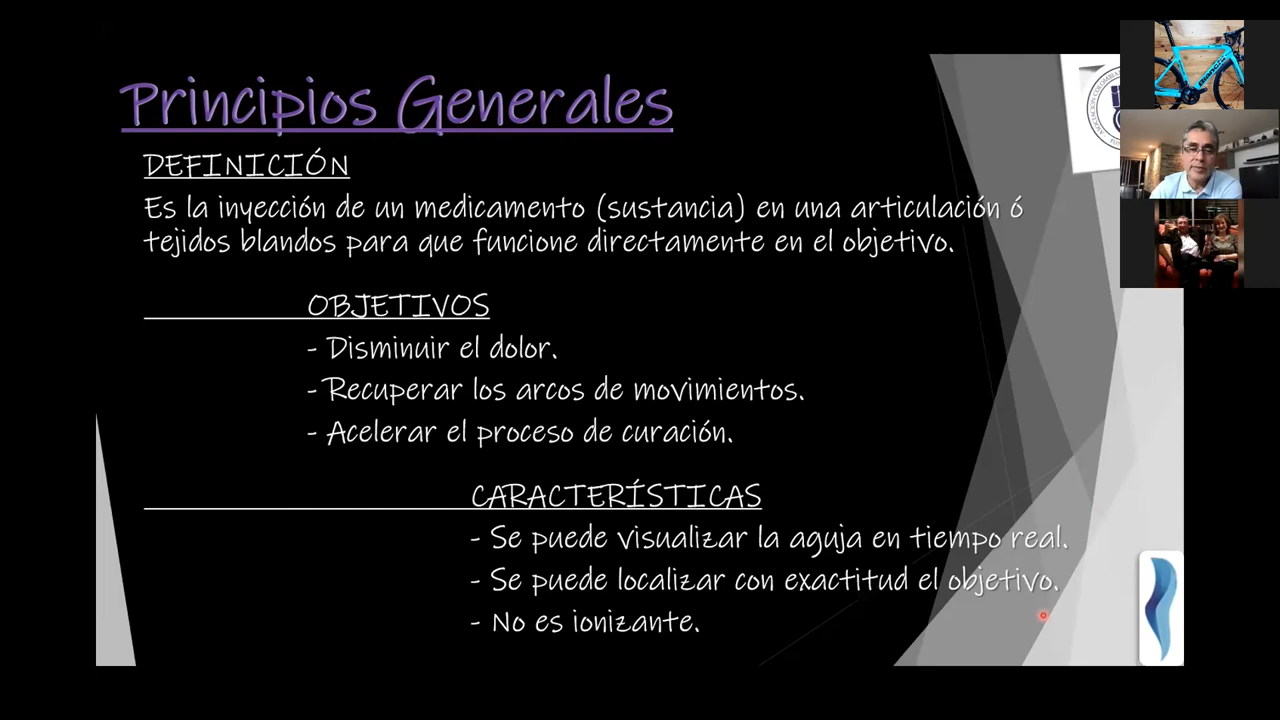 Principios Generales
DEFINICIÓN
Es la inyección de un medicamento (sustancia) en una articulación ó
tejidos blandos para que funcione directamente en el objetivo.
OBJETIVOS
- Disminuir el dolor.
- Recuperar los arcos de movimientos.
- Acelerar el proceso de curación.
CARACTERÍSTICAS
- Se puede visualizar la aguja en tiempo real.
- Se puede localizar con exactitud el objetivo.
- No es ionizante.